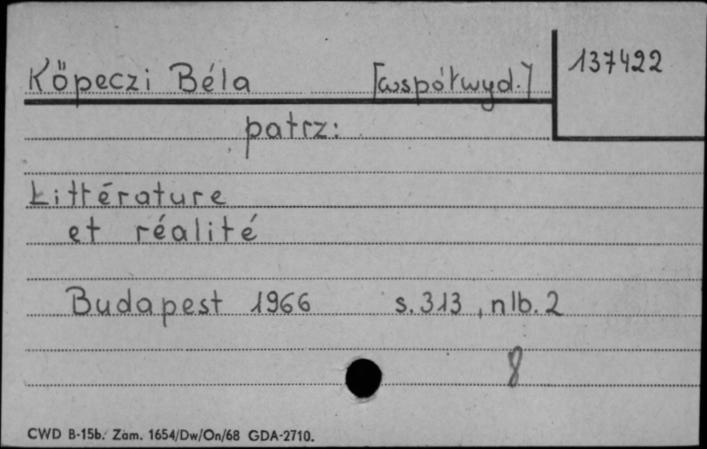 Köpeczi Béla [współwyd.] 137422
patrz:
Littérature
et réalité
Budapest 1966 s. 313, nlb. 2
8
CWD B-15b. Zam. 1654/Dw/On/68 GDA-2710.